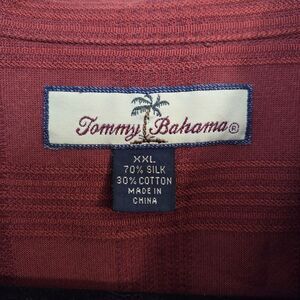 Tommy Bahama®
XXL
70% SILK
30% COTTON
MADE IN
CHINA